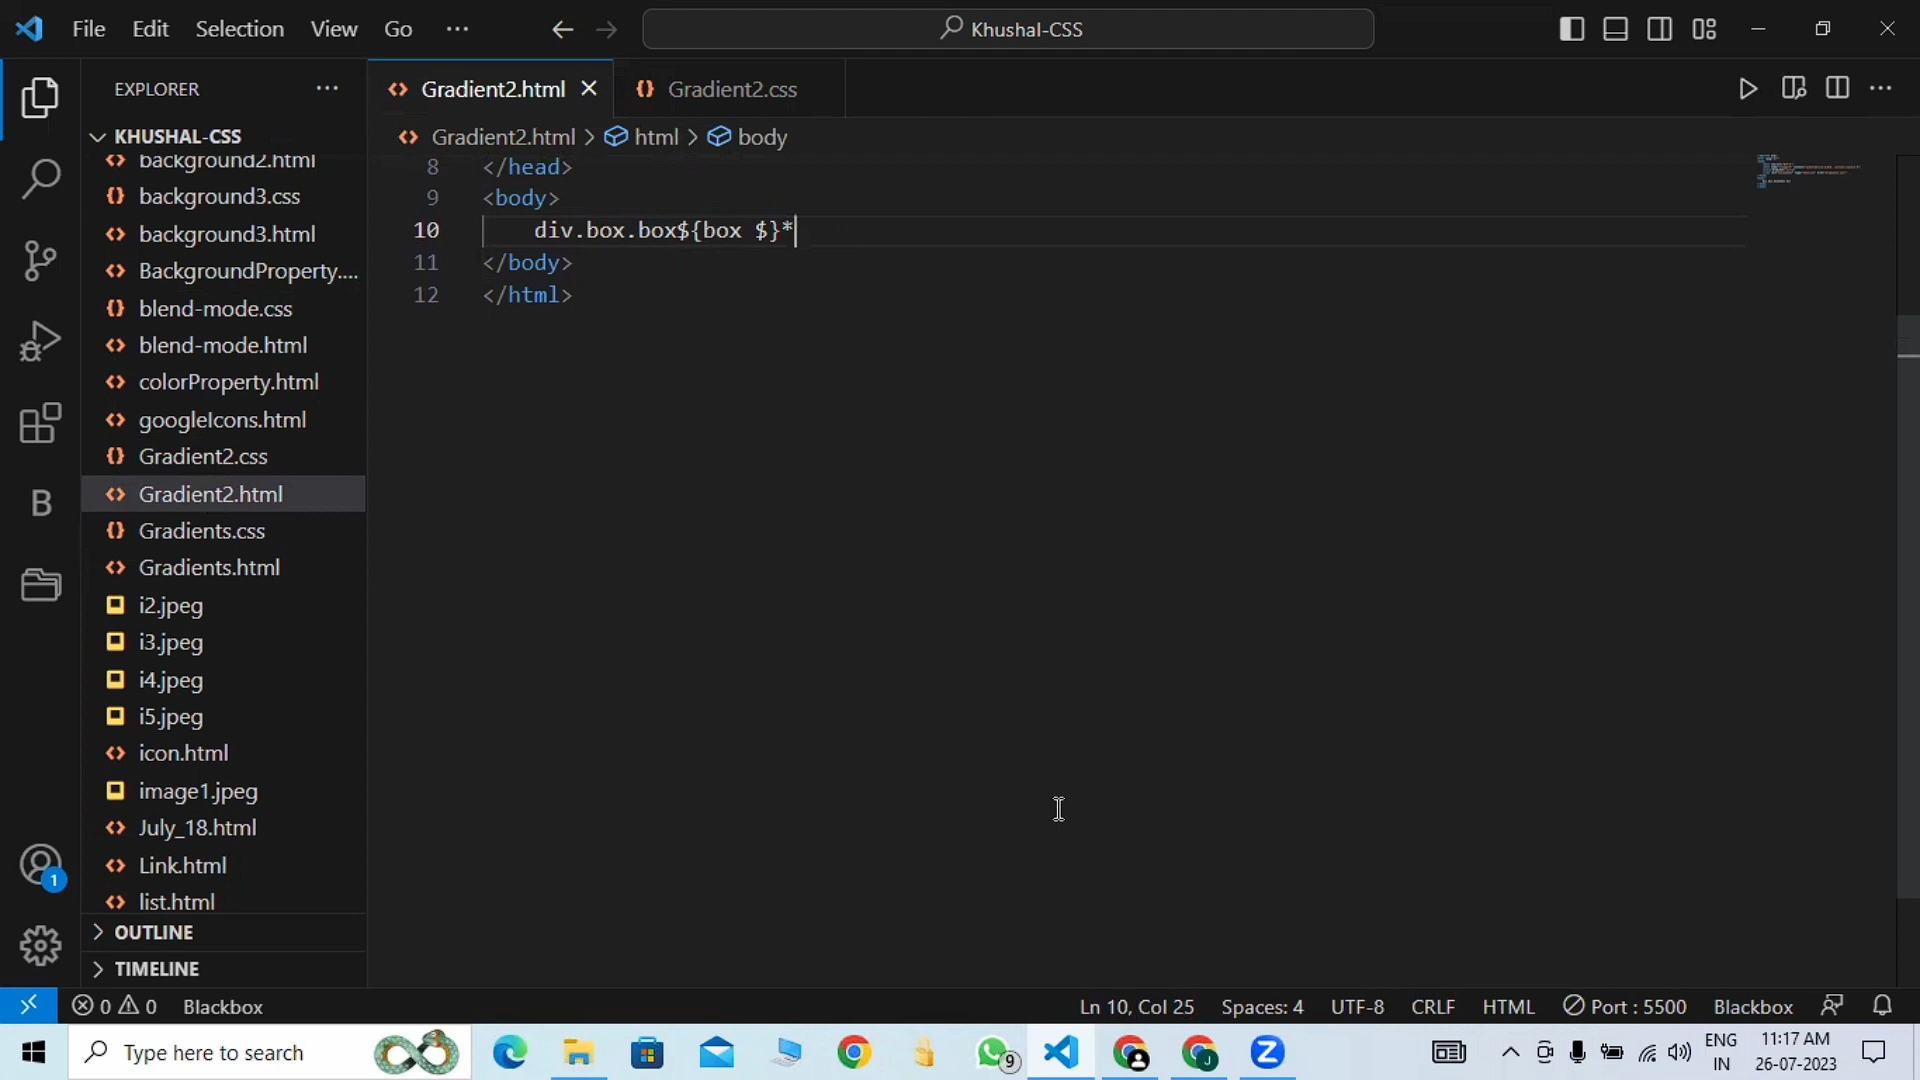 File Edit Selection View Go ··· Khushal-CSS
EXPLORER ···
Gradient2.html
Gradient2.css
KHUSHAL-CSS
Gradient2.html > html > body
background2.html
background3.css
background3.html
BackgroundProperty....
blend-mode.css
blend-mode.html
colorProperty.html
googleIcons.html
Gradient2.css
Gradient2.html
Gradients.css
Gradients.html
i2.jpeg
i3.jpeg
i4.jpeg
i5.jpeg
icon.html
image1.jpeg
July_18.html
Link.html
list.html
OUTLINE
TIMELINE
8 </head>
9 <body>
10 div.box.box${box $}*
11 </body>
12 </html>
B
1
0 0 Blackbox Ln 10, Col 25 Spaces: 4 UTF-8 CRLF HTML Port : 5500 Blackbox
Type here to search 9 J Z ENG IN 11:17 AM 26-07-2023